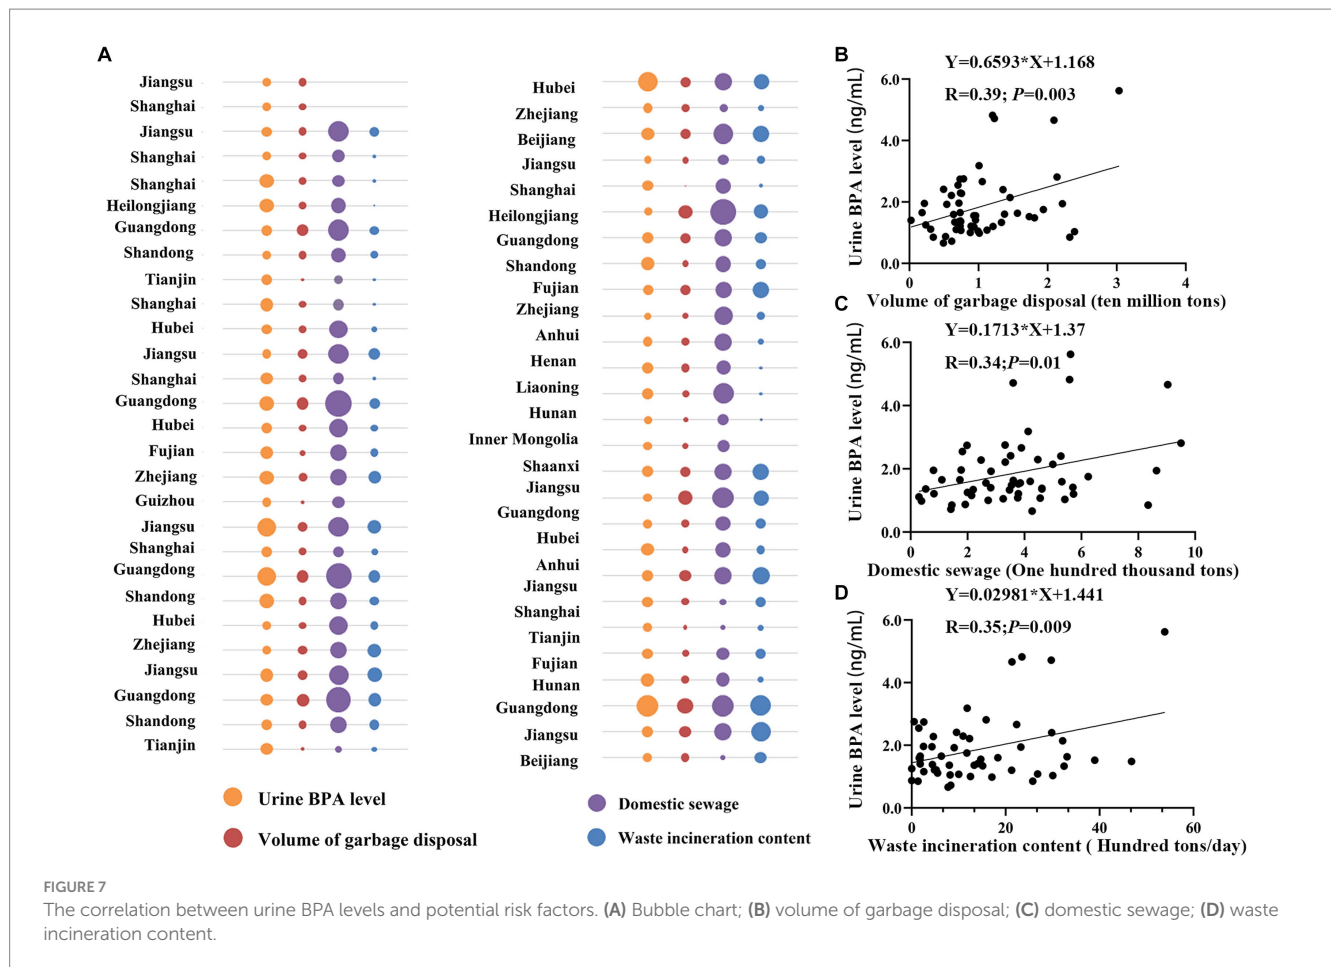 A
Jiangsu
Shanghai
Jiangsu
Shanghai
Shanghai
Heilongjiang
Guangdong
Shandong
Tianjin
Shanghai
Hubei
Jiangsu
Shanghai
Guangdong
Hubei
Fujian
Zhejiang
Guizhou
Jiangsu
Shanghai
Guangdong
Shandong
Hubei
Zhejiang
Jiangsu
Guangdong
Shandong
Tianjin
Hubei
Zhejiang
Beijiang
Jiangsu
Shanghai
Heilongjiang
Guangdong
Shandong
Fujian
Zhejiang
Anhui
Henan
Liaoning
Hunan
Inner Mongolia
Shaanxi
Jiangsu
Guangdong
Hubei
Anhui
Jiangsu
Shanghai
Tianjin
Fujian
Hunan
Guangdong
Jiangsu
Beijiang
Urine BPA level
Volume of garbage disposal
Domestic sewage
Waste incineration content
B
Y=0.6593*X+1.168
R=0.39; P=0.003
Urine BPA level (ng/mL)
6.0
4.0
2.0
0.0
0 1 2 3 4
Volume of garbage disposal (ten million tons)
C
Y=0.1713*X+1.37
R=0.34;P=0.01
Urine BPA level (ng/mL)
6.0
4.0
2.0
0.0
0 2 4 6 8 10
Domestic sewage (One hundred thousand tons)
D
Y=0.02981*X+1.441
R=0.35;P=0.009
Urine BPA level (ng/mL)
6.0
4.0
2.0
0.0
0 20 40 60
Waste incineration content ( Hundred tons/day)
FIGURE 7
The correlation between urine BPA levels and potential risk factors. (A) Bubble chart; (B) volume of garbage disposal; (C) domestic sewage; (D) waste
incineration content.